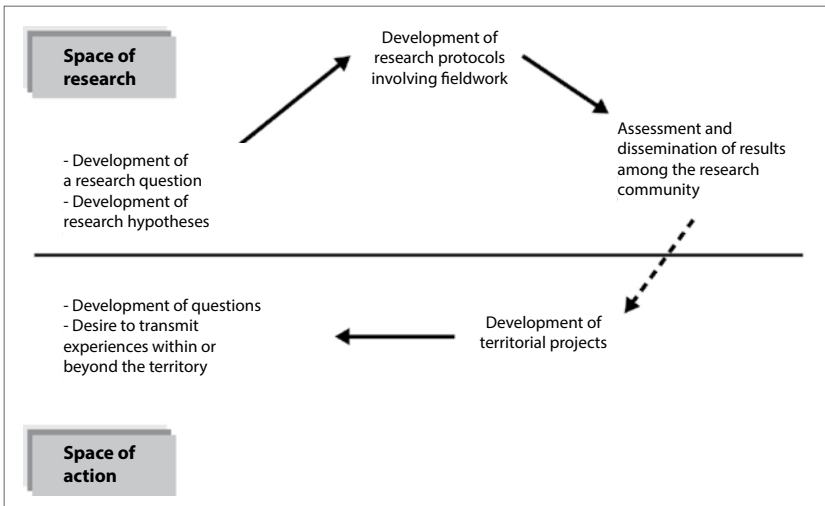 Space of
research
Development of
research protocols
involving fieldwork
Assessment and
dissemination of results
among the research
community
- Development of
a research question
- Development of
research hypotheses
- Development of questions
- Desire to transmit
experiences within or
beyond the territory
Development of
territorial projects
Space of
action